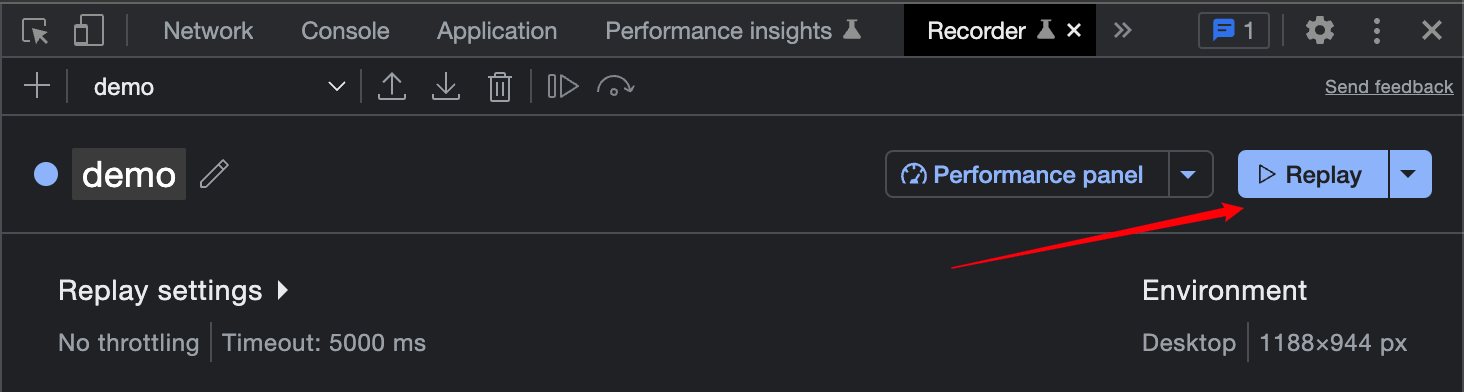 Network Console Application Performance insights Recorder 1
demo Send feedback
demo Performance panel Replay
Replay settings Environment
No throttling Timeout: 5000 ms Desktop 1188×944 px